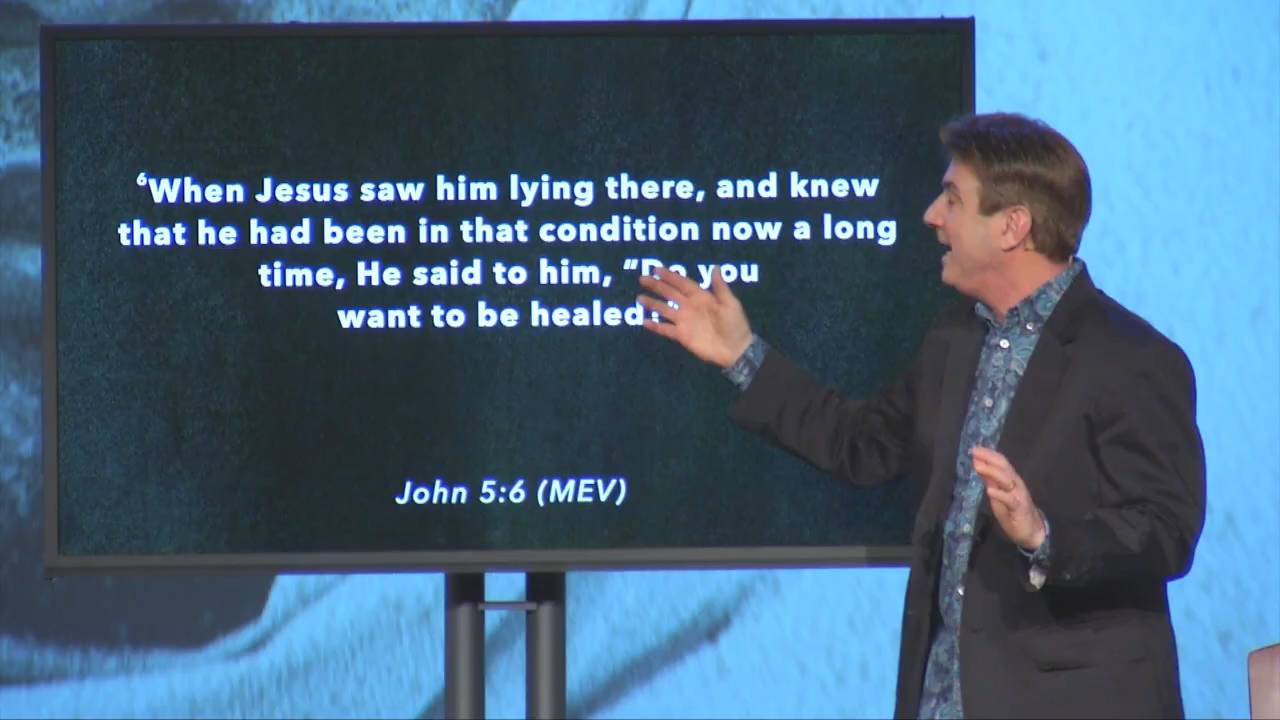 ⁶When Jesus saw him lying there, and knew
that he had been in that condition now a long
time, He said to him, “Do you
want to be healed?”
John 5:6 (MEV)